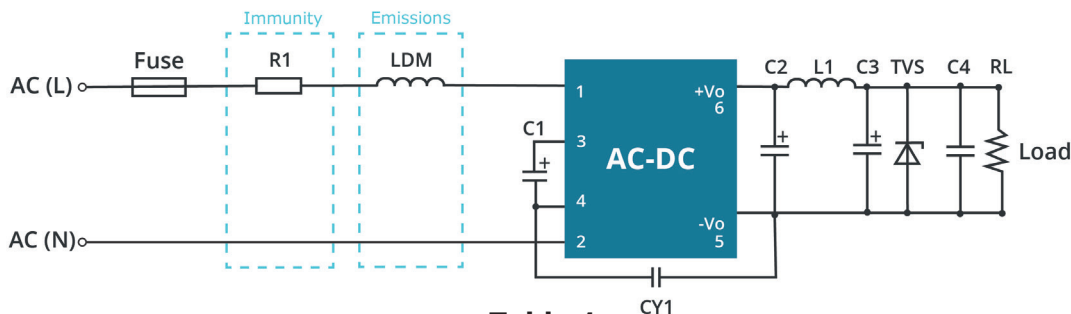 Immunity
Emissions
Fuse
R1
LDM
C2
L1
C3
TVS
C4
RL
AC (L)
1
+Vo
6
C1
+
3
+
+
AC-DC
Load
4
-Vo
5
AC (N)
2
CY1